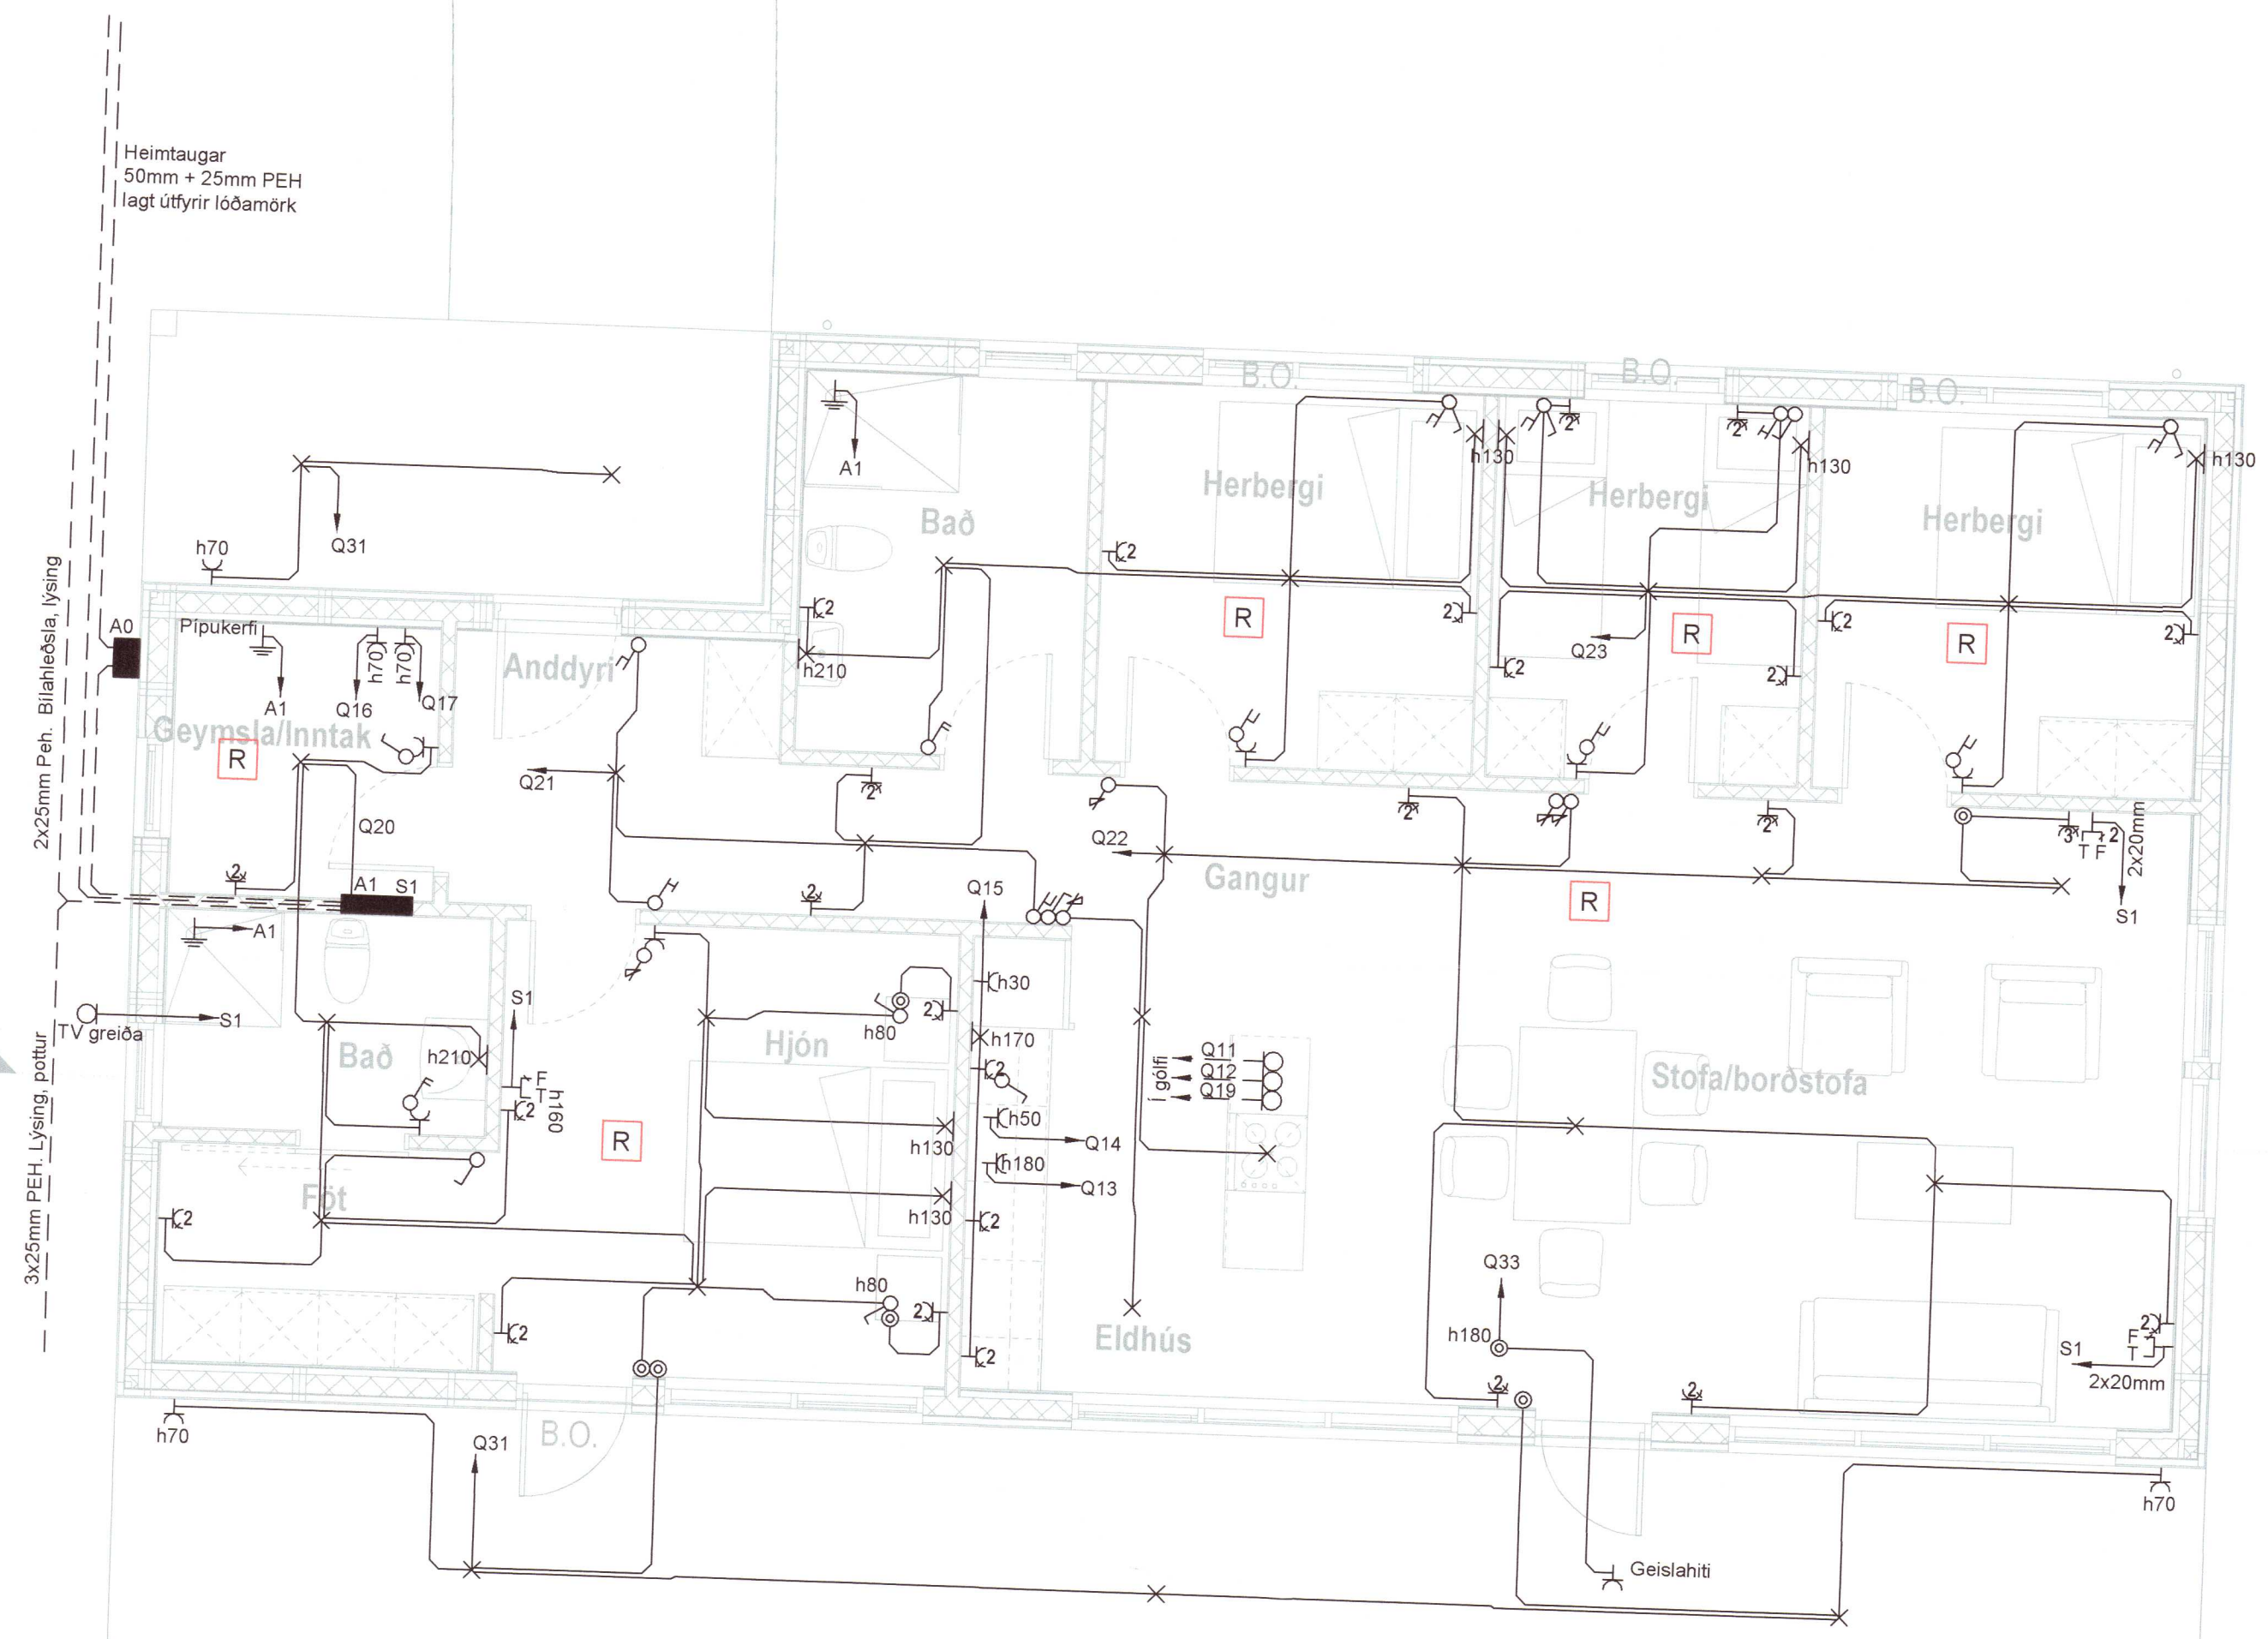 Heimtaugar
50mm + 25mm PEH
lagt útfyrir lóðamörk
B.O.
B.O.
B.O.
A1
2
2
h130
h130
h130
Herbergi
Herbergi
Herbergi
Bað
Q31
h70
2
2x25mm Peh. Bílahleðsla, lýsing
A0
Pípukerfi
h70
h70
2
R
2
R
2
2
R
Q23
Anddyri
h210
2
2
A1
Q16
Q17
Geymsla/Inntak
R
Q21
2
Q20
Q22
2
2
3
T F
2
2x20mm
2
A1
S1
2
Q15
Gangur
R
S1
A1
h30
2
S1
S1
TV greiða
h80
h170
Hjón
Bað
h210
2
Q11
Q12
Q19
Í gólfi
Stofa/borðstofa
F
T
2
h160
h50
Q14
R
h130
h180
Q13
3x25mm PEH. Lýsing, pottur
Föt
h130
2
2
Q33
h80
2
2
h180
Eldhús
2
2
F
T
S1
2x20mm
2
2
h70
Q31
B.O.
h70
Geislahiti